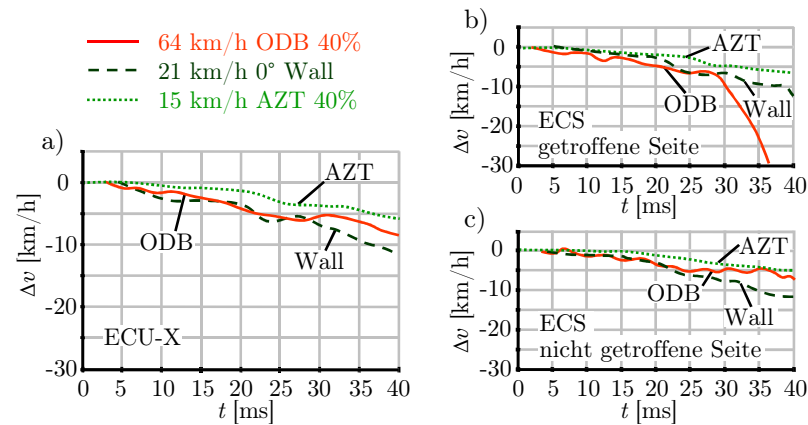 64 km/h ODB 40%
21 km/h 0° Wall
15 km/h AZT 40%
a)
Δv [km/h]
0
-10
-20
-30
AZT
ODB
Wall
ECU-X
0 5 10 15 20 25 30 35 40
t [ms]
b)
Δv [km/h]
0
-5
-10
-20
-30
AZT
ODB
Wall
ECS
getroffene Seite
0 5 10 15 20 25 30 35 40
t [ms]
c)
Δv [km/h]
0
-5
-10
-20
-30
AZT
ODB
Wall
ECS
nicht getroffene Seite
0 5 10 15 20 25 30 35 40
t [ms]